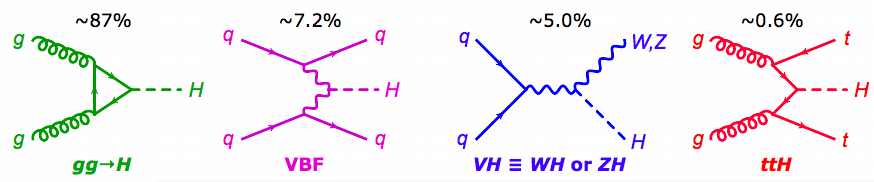 ~87% ~7.2% ~5.0% ~0.6%
g q q q W,Z g t
H H H
g q q q H g t
gg→H VBF VH ≡ WH or ZH ttH